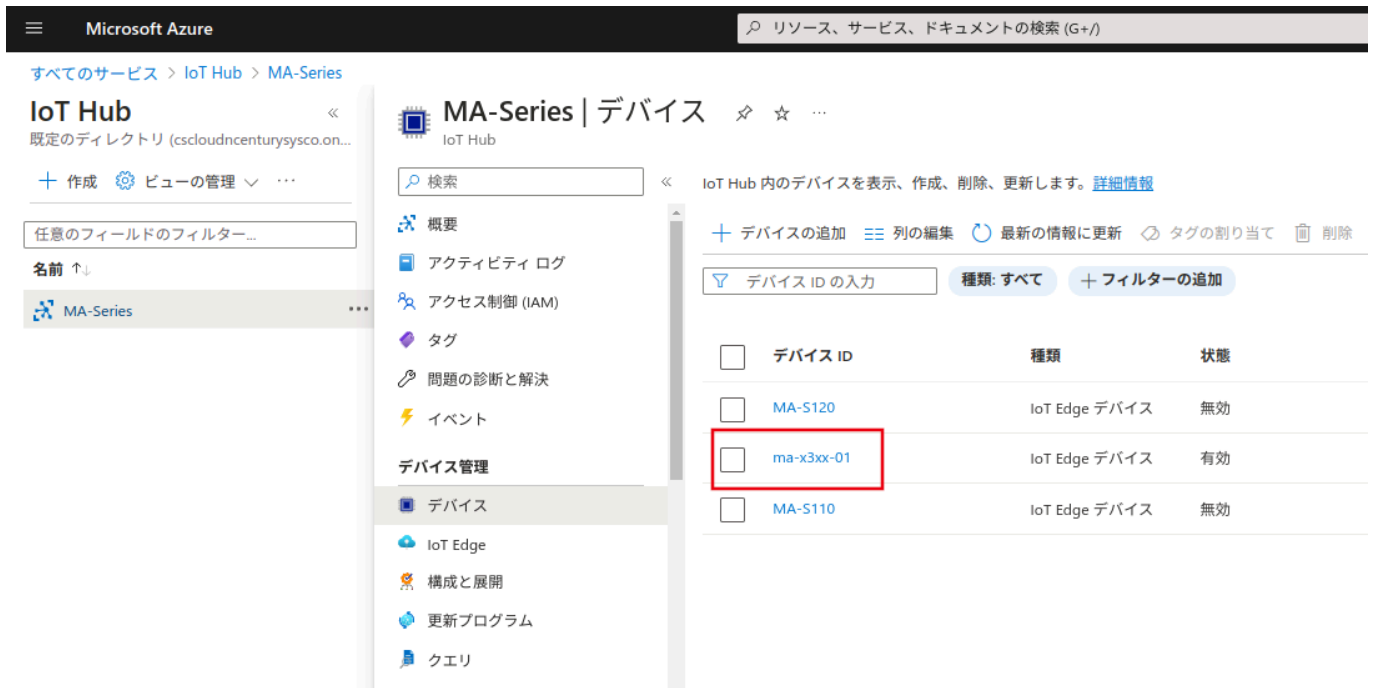 Microsoft Azure
リソース、サービス、ドキュメントの検索 (G+/)
すべてのサービス > IoT Hub > MA-Series
IoT Hub
既定のディレクトリ (cscloudncenturysysco.on...
作成 ビューの管理 ...
任意のフィールドのフィルター...
名前 ↑↓
MA-Series ...
MA-Series | デバイス ...
IoT Hub
検索
概要
アクティビティ ログ
アクセス制御 (IAM)
タグ
問題の診断と解決
イベント
デバイス管理
デバイス
IoT Edge
構成と展開
更新プログラム
クエリ
IoT Hub 内のデバイスを表示、作成、削除、更新します。詳細情報
デバイスの追加 列の編集 最新の情報に更新 タグの割り当て 削除
デバイス ID の入力 種類: すべて フィルターの追加
デバイス ID 種類 状態
MA-S120 IoT Edge デバイス 無効
ma-x3xx-01 IoT Edge デバイス 有効
MA-S110 IoT Edge デバイス 無効